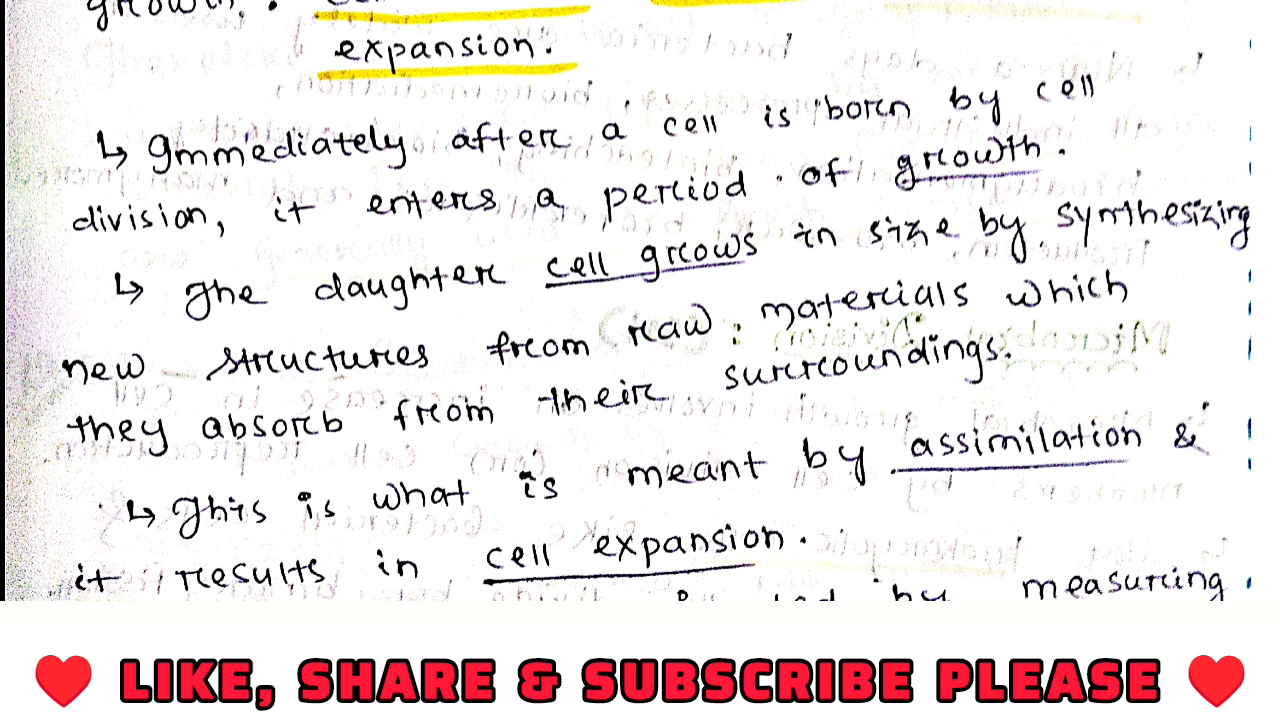 growth.
expansion.
↳ Immediately after a cell is born by cell
division, it enters a period of growth.
↳ The daughter cell grows in size by synthesizing
new structures from raw materials which
they absorb from their surroundings.
↳ This is what is meant by assimilation &
it results in cell expansion.
by measuring
LIKE, SHARE & SUBSCRIBE PLEASE